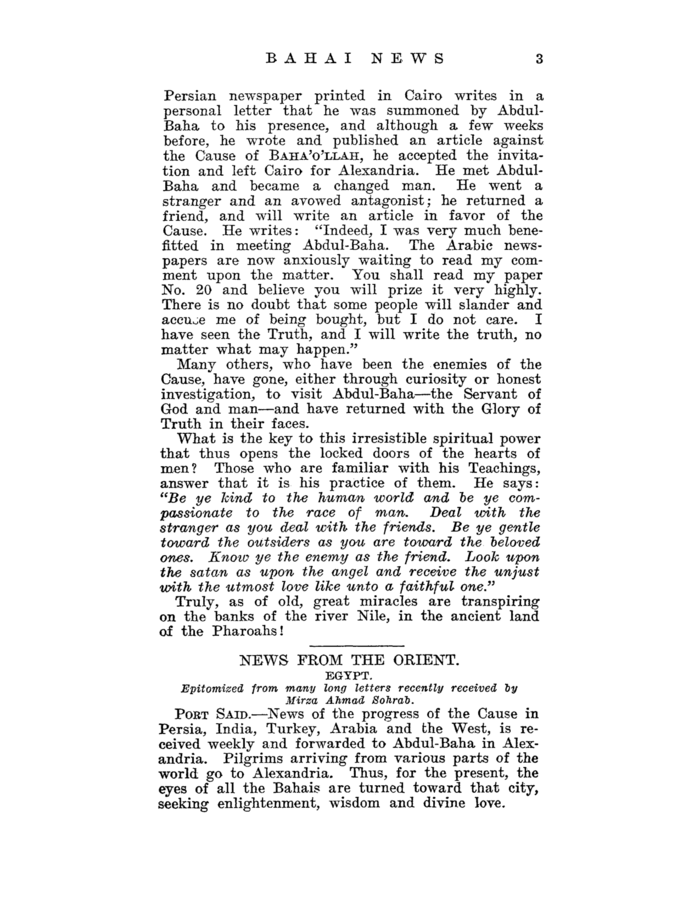 BAHAI NEWS 3
Persian newspaper printed in Cairo writes in a
personal letter that he was summoned by Abdul-
Baha to his presence, and although a few weeks
before, he wrote and published an article against
the Cause of BAHA'O'LLAH, he accepted the invita-
tion and left Cairo for Alexandria. He met Abdul-
Baha and became a changed man. He went a
stranger and an avowed antagonist; he returned a
friend, and will write an article in favor of the
Cause. He writes: "Indeed, I was very much bene-
fitted in meeting Abdul-Baha. The Arabic news-
papers are now anxiously waiting to read my com-
ment upon the matter. You shall read my paper
No. 20 and believe you will prize it very highly.
There is no doubt that some people will slander and
accuse me of being bought, but I do not care. I
have seen the Truth, and I will write the truth, no
matter what may happen."
Many others, who have been the enemies of the
Cause, have gone, either through curiosity or honest
investigation, to visit Abdul-Baha—the Servant of
God and man—and have returned with the Glory of
Truth in their faces.
What is the key to this irresistible spiritual power
that thus opens the locked doors of the hearts of
men? Those who are familiar with his Teachings,
answer that it is his practice of them. He says:
"Be ye kind to the human world and be ye com-
passionate to the race of man. Deal with the
stranger as you deal with the friends. Be ye gentle
toward the outsiders as you are toward the beloved
ones. Know ye the enemy as the friend. Look upon
the satan as upon the angel and receive the unjust
with the utmost love like unto a faithful one."
Truly, as of old, great miracles are transpiring
on the banks of the river Nile, in the ancient land
of the Pharoahs!
NEWS FROM THE ORIENT.
EGYPT.
Epitomized from many long letters recently received by
Mirza Ahmad Sohrab.
PORT SAID.—News of the progress of the Cause in
Persia, India, Turkey, Arabia and the West, is re-
ceived weekly and forwarded to Abdul-Baha in Alex-
andria. Pilgrims arriving from various parts of the
world go to Alexandria. Thus, for the present, the
eyes of all the Bahais are turned toward that city,
seeking enlightenment, wisdom and divine love.